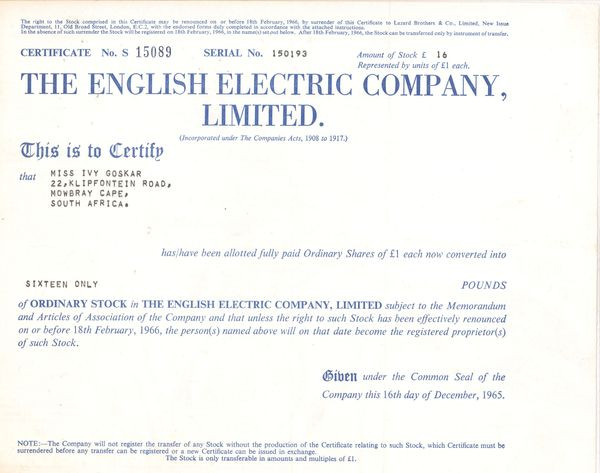 The right to the Stock comprised in this Certificate may be renounced on or before 18th February, 1966, by surrender of this Certificate to Lazard Brothers & Co., Limited, New Issue
Department, 11, Old Broad Street, London, E.C.2, with the endorsed forms duly completed in accordance with the attached instructions.
In the absence of such surrender the Stock will be registered on 18th February, 1966, in the name(s) set out below. After 18th February, 1966, the Stock can be transferred only by instrument of transfer.
CERTIFICATE No. S 15089 SERIAL No. 150193 Amount of Stock £ 16
Represented by units of £1 each.
THE ENGLISH ELECTRIC COMPANY,
LIMITED.
(Incorporated under The Companies Acts, 1908 to 1917.)
This is to Certify
that MISS IVY GOSKAR
22,KLIPFONTEIN ROAD,
MOWBRAY CAPE,
SOUTH AFRICA.
has/have been allotted fully paid Ordinary Shares of £1 each now converted into
SIXTEEN ONLY POUNDS
of ORDINARY STOCK in THE ENGLISH ELECTRIC COMPANY, LIMITED subject to the Memorandum
and Articles of Association of the Company and that unless the right to such Stock has been effectively renounced
on or before 18th February, 1966, the person(s) named above will on that date become the registered proprietor(s)
of such Stock.
Given under the Common Seal of the
Company this 16th day of December, 1965.
NOTE:—The Company will not register the transfer of any Stock without the production of the Certificate relating to such Stock, which Certificate must be
surrendered before any transfer can be registered or a new Certificate can be issued in exchange.
The Stock is only transferable in amounts and multiples of £1.